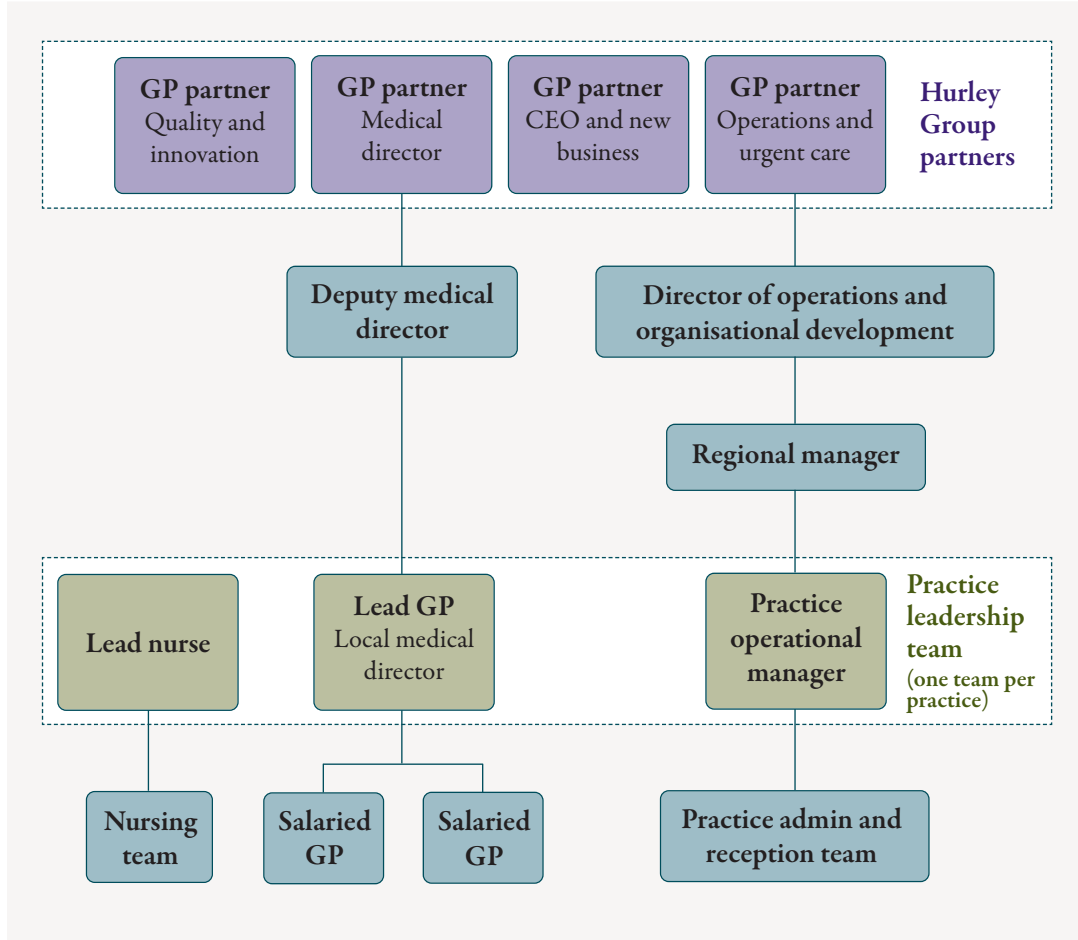 GP partner
Quality and
innovation
GP partner
Medical
director
GP partner
CEO and new
business
GP partner
Operations and
urgent care
Hurley
Group
partners
Deputy medical
director
Director of operations and
organisational development
Regional manager
Lead nurse
Lead GP
Local medical
director
Practice
operational
manager
Practice
leadership
team
(one team per
practice)
Nursing
team
Salaried
GP
Salaried
GP
Practice admin and
reception team